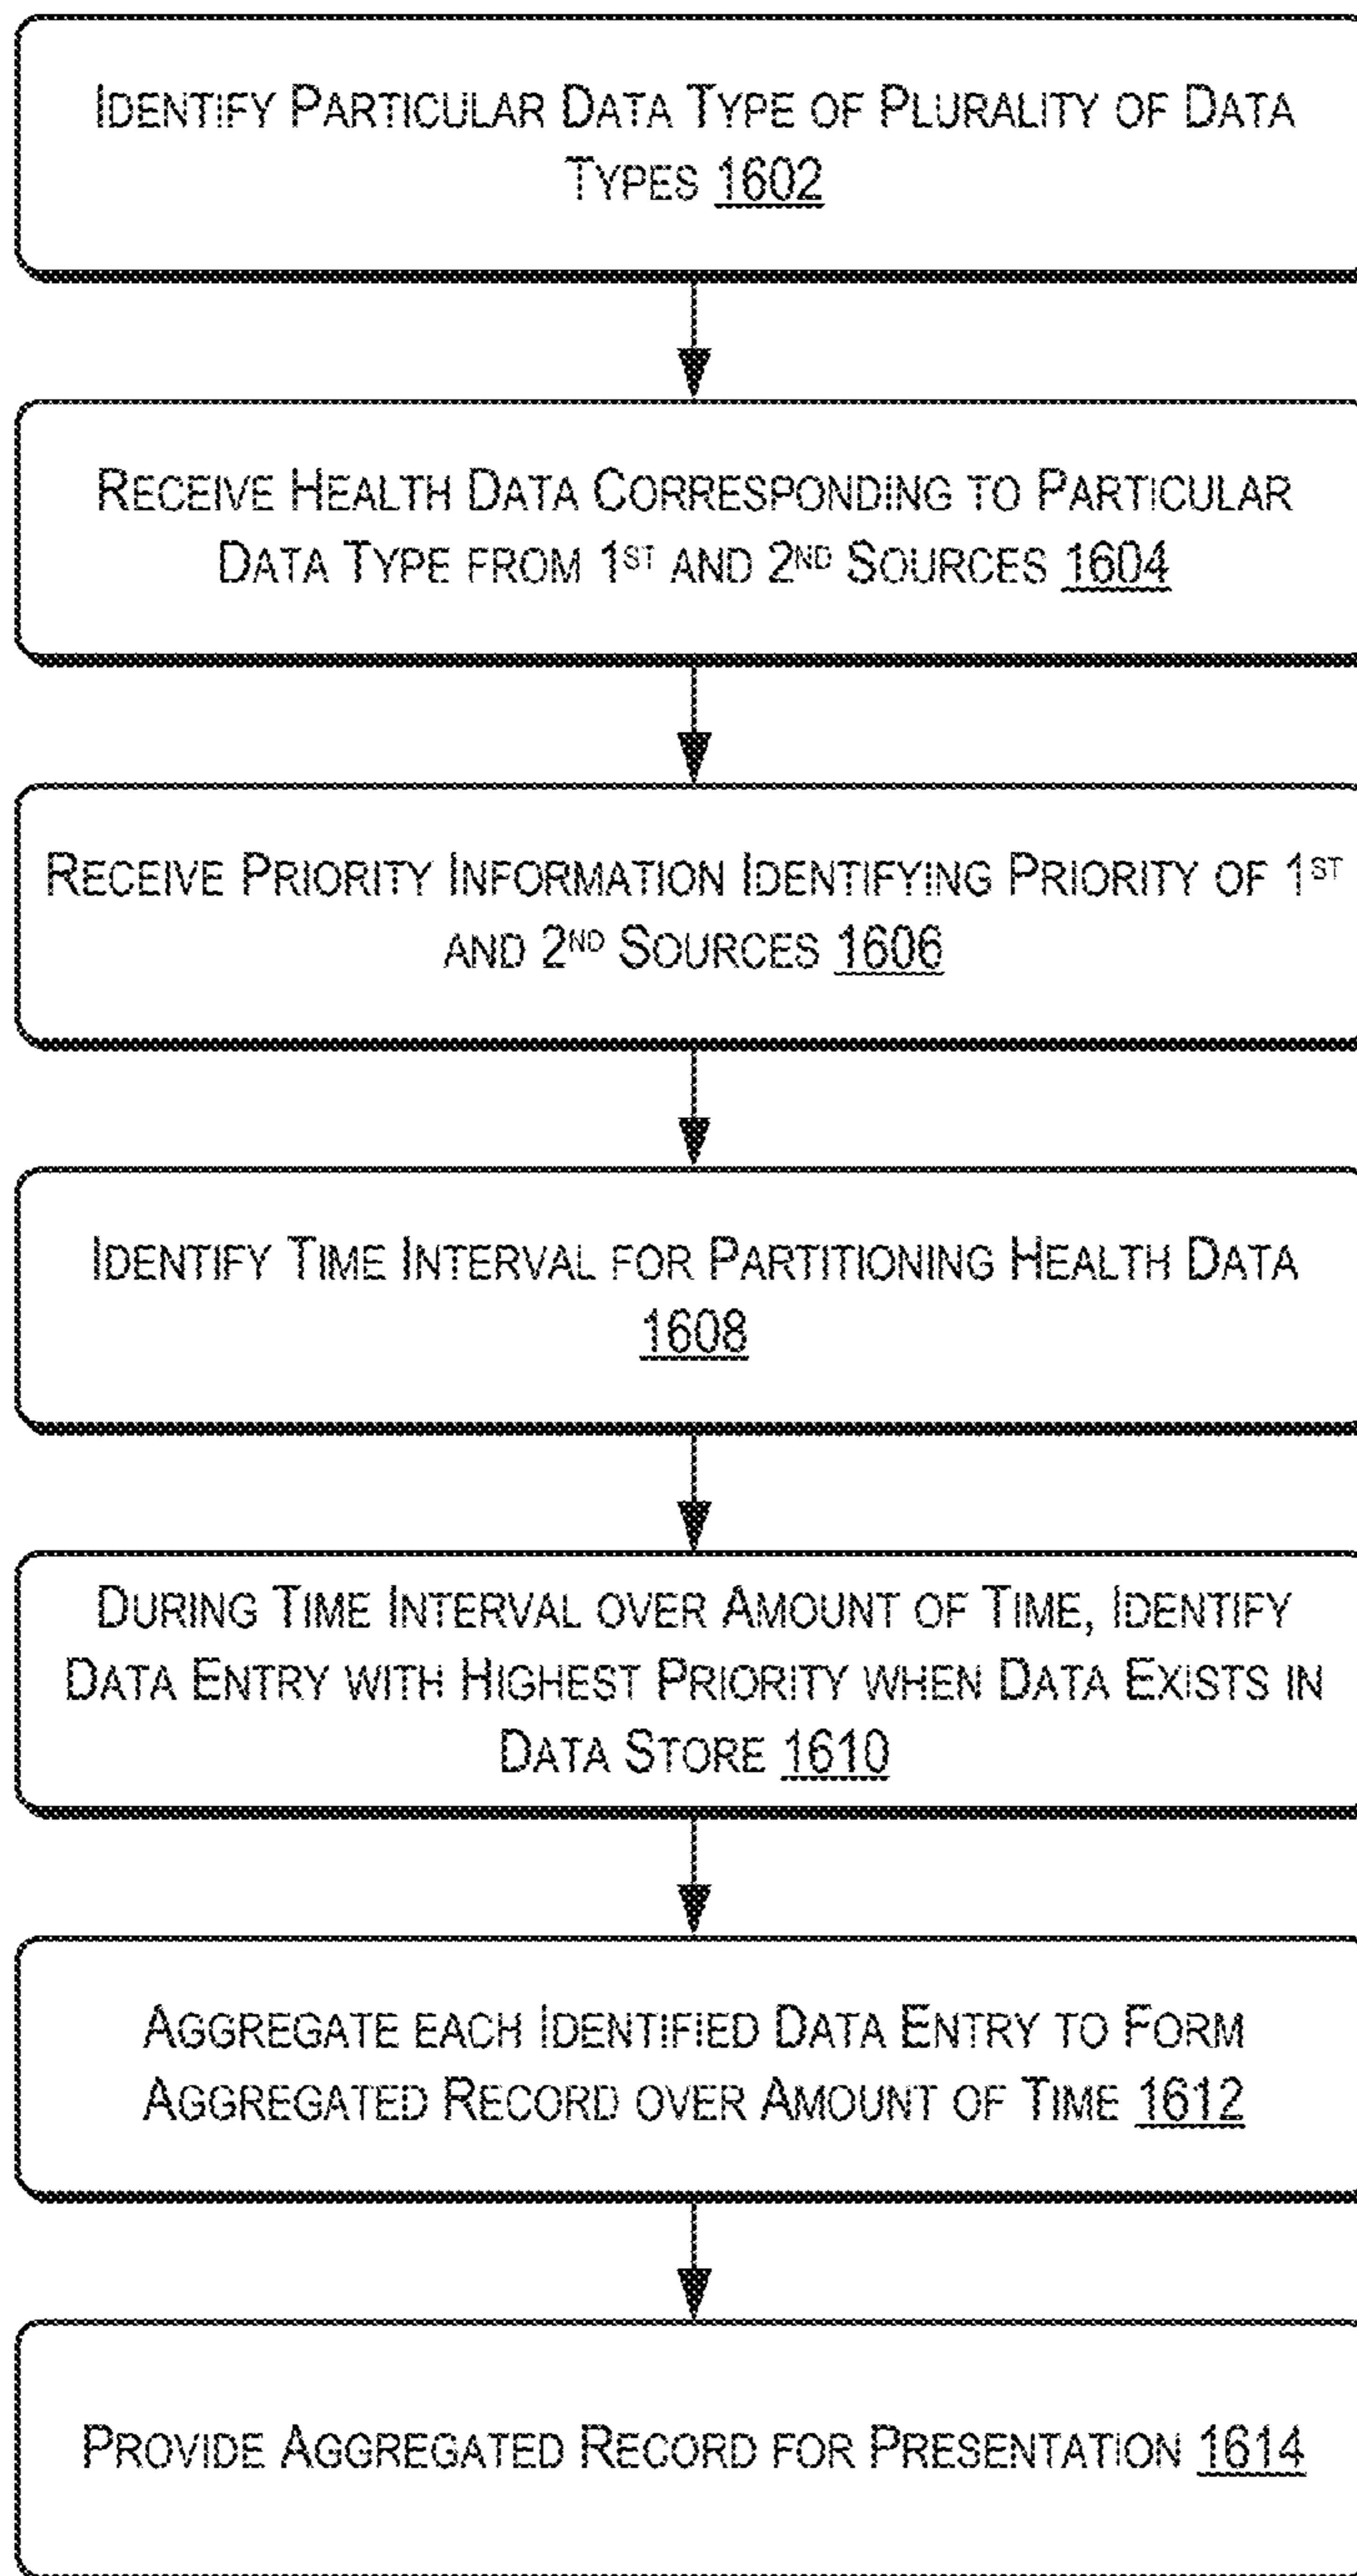 IDENTIFY PARTICULAR DATA TYPE OF PLURALITY OF DATA
TYPES 1602
RECEIVE HEALTH DATA CORRESPONDING TO PARTICULAR
DATA TYPE FROM 1ST AND 2ND SOURCES 1604
RECEIVE PRIORITY INFORMATION IDENTIFYING PRIORITY OF 1ST
AND 2ND SOURCES 1606
IDENTIFY TIME INTERVAL FOR PARTITIONING HEALTH DATA
1608
DURING TIME INTERVAL OVER AMOUNT OF TIME, IDENTIFY
DATA ENTRY WITH HIGHEST PRIORITY WHEN DATA EXISTS IN
DATA STORE 1610
AGGREGATE EACH IDENTIFIED DATA ENTRY TO FORM
AGGREGATED RECORD OVER AMOUNT OF TIME 1612
PROVIDE AGGREGATED RECORD FOR PRESENTATION 1614